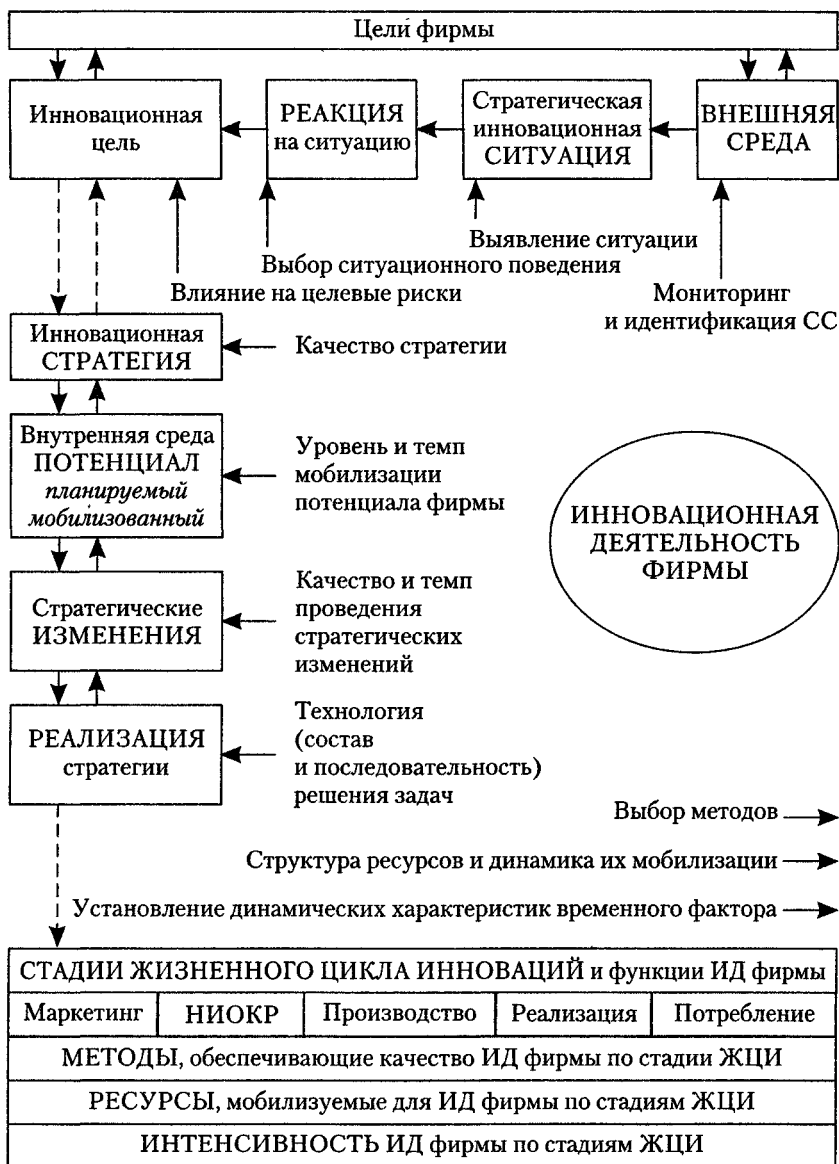 Цели фирмы
Инновационная
цель
РЕАКЦИЯ
на ситуацию
Стратегическая
инновационная
СИТУАЦИЯ
ВНЕШНЯЯ
СРЕДА
Выявление ситуации
Выбор ситуационного поведения
Влияние на целевые риски
Мониторинг
и идентификация СС
Инновационная
СТРАТЕГИЯ
Качество стратегии
Внутренняя среда
ПОТЕНЦИАЛ
планируемый
мобилизованный
Уровень и темп
мобилизации
потенциала фирмы
ИННОВАЦИОННАЯ
ДЕЯТЕЛЬНОСТЬ
ФИРМЫ
Стратегические
ИЗМЕНЕНИЯ
Качество и темп
проведения
стратегических
изменений
РЕАЛИЗАЦИЯ
стратегии
Технология
(состав
и последовательность)
решения задач
Выбор методов
Структура ресурсов и динамика их мобилизации
Установление динамических характеристик временного фактора
СТАДИИ ЖИЗНЕННОГО ЦИКЛА ИННОВАЦИЙ и функции ИД фирмы
Маркетинг НИОКР Производство Реализация Потребление
МЕТОДЫ, обеспечивающие качество ИД фирмы по стадии ЖЦИ
РЕСУРСЫ, мобилизуемые для ИД фирмы по стадиям ЖЦИ
ИНТЕНСИВНОСТЬ ИД фирмы по стадиям ЖЦИ